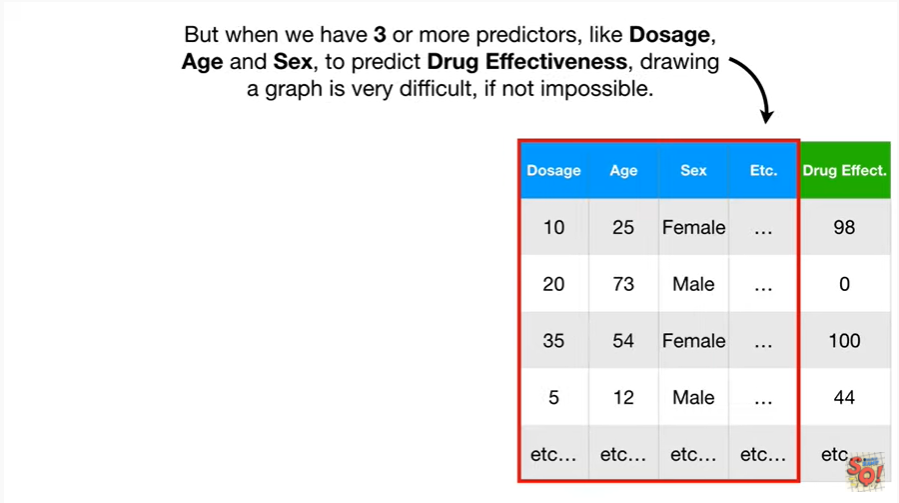 But when we have 3 or more predictors, like Dosage,
Age and Sex, to predict Drug Effectiveness, drawing
a graph is very difficult, if not impossible.
Dosage Age Sex Etc. Drug Effect.
10 25 Female ... 98
20 73 Male ... 0
35 54 Female ... 100
5 12 Male ... 44
etc... etc... etc... etc... etc...
SQ!